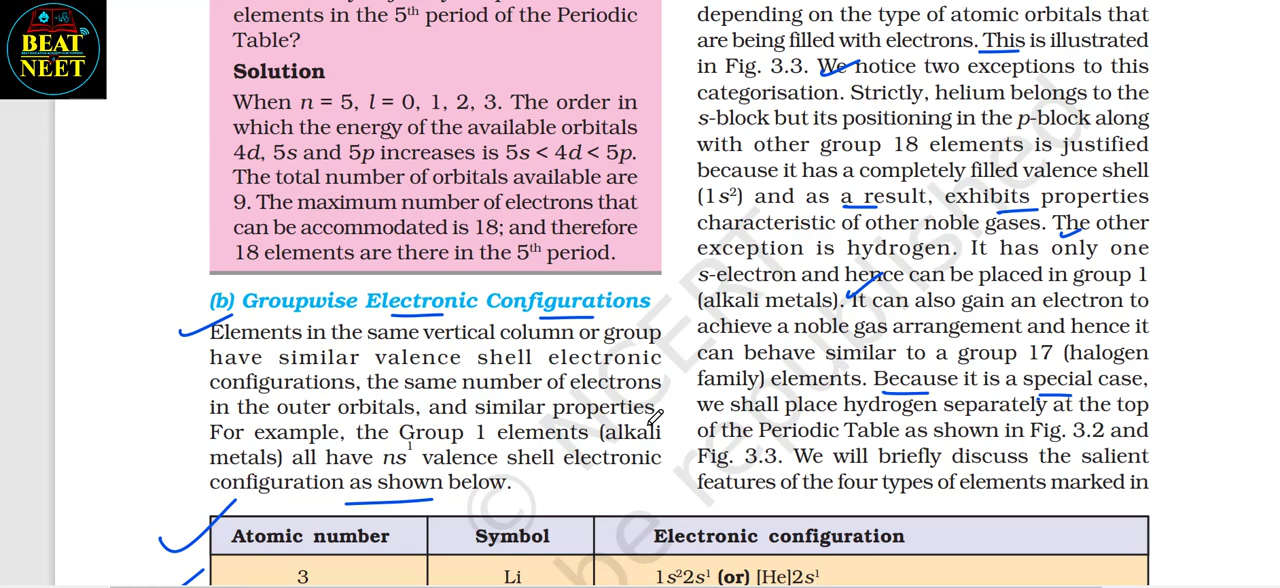 BEAT
NEET
elements in the 5th period of the Periodic
Table?
Solution
When n = 5, l = 0, 1, 2, 3. The order in
which the energy of the available orbitals
4d, 5s and 5p increases is 5s < 4d < 5p.
The total number of orbitals available are
9. The maximum number of electrons that
can be accommodated is 18; and therefore
18 elements are there in the 5th period.
(b) Groupwise Electronic Configurations
Elements in the same vertical column or group
have similar valence shell electronic
configurations, the same number of electrons
in the outer orbitals, and similar properties.
For example, the Group 1 elements (alkali
metals) all have ns¹ valence shell electronic
configuration as shown below.
depending on the type of atomic orbitals that
are being filled with electrons. This is illustrated
in Fig. 3.3. We notice two exceptions to this
categorisation. Strictly, helium belongs to the
s-block but its positioning in the p-block along
with other group 18 elements is justified
because it has a completely filled valence shell
(1s²) and as a result, exhibits properties
characteristic of other noble gases. The other
exception is hydrogen. It has only one
s-electron and hence can be placed in group 1
(alkali metals). It can also gain an electron to
achieve a noble gas arrangement and hence it
can behave similar to a group 17 (halogen
family) elements. Because it is a special case,
we shall place hydrogen separately at the top
of the Periodic Table as shown in Fig. 3.2 and
Fig. 3.3. We will briefly discuss the salient
features of the four types of elements marked in
Atomic number Symbol Electronic configuration
3 Li 1s²2s¹ (or) [He]2s¹
© NCERT
be republished